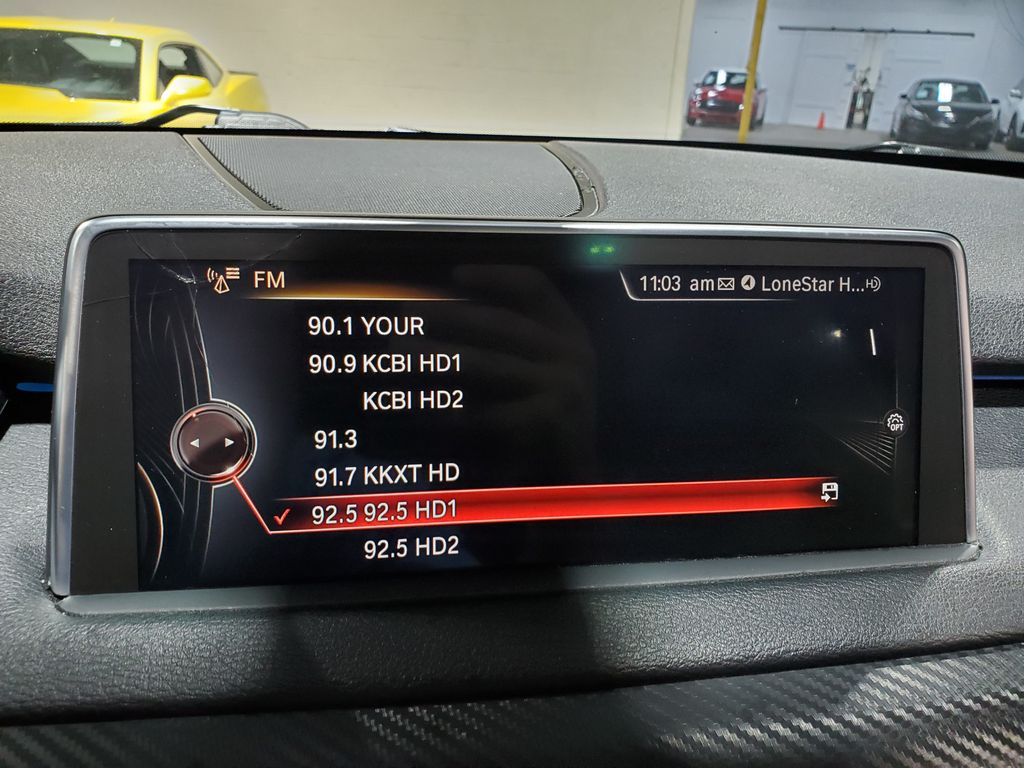 FM
11:03 am LoneStar H... HD
90.1 YOUR
90.9 KCBI HD1
KCBI HD2
91.3
OPT
91.7 KKXT HD
92.5 92.5 HD1
92.5 HD2